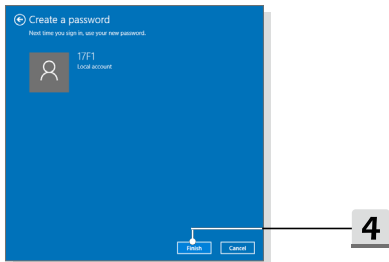 Create a password
Next time you sign in, use your new password.
17F1
Local account
Finish
Cancel
4